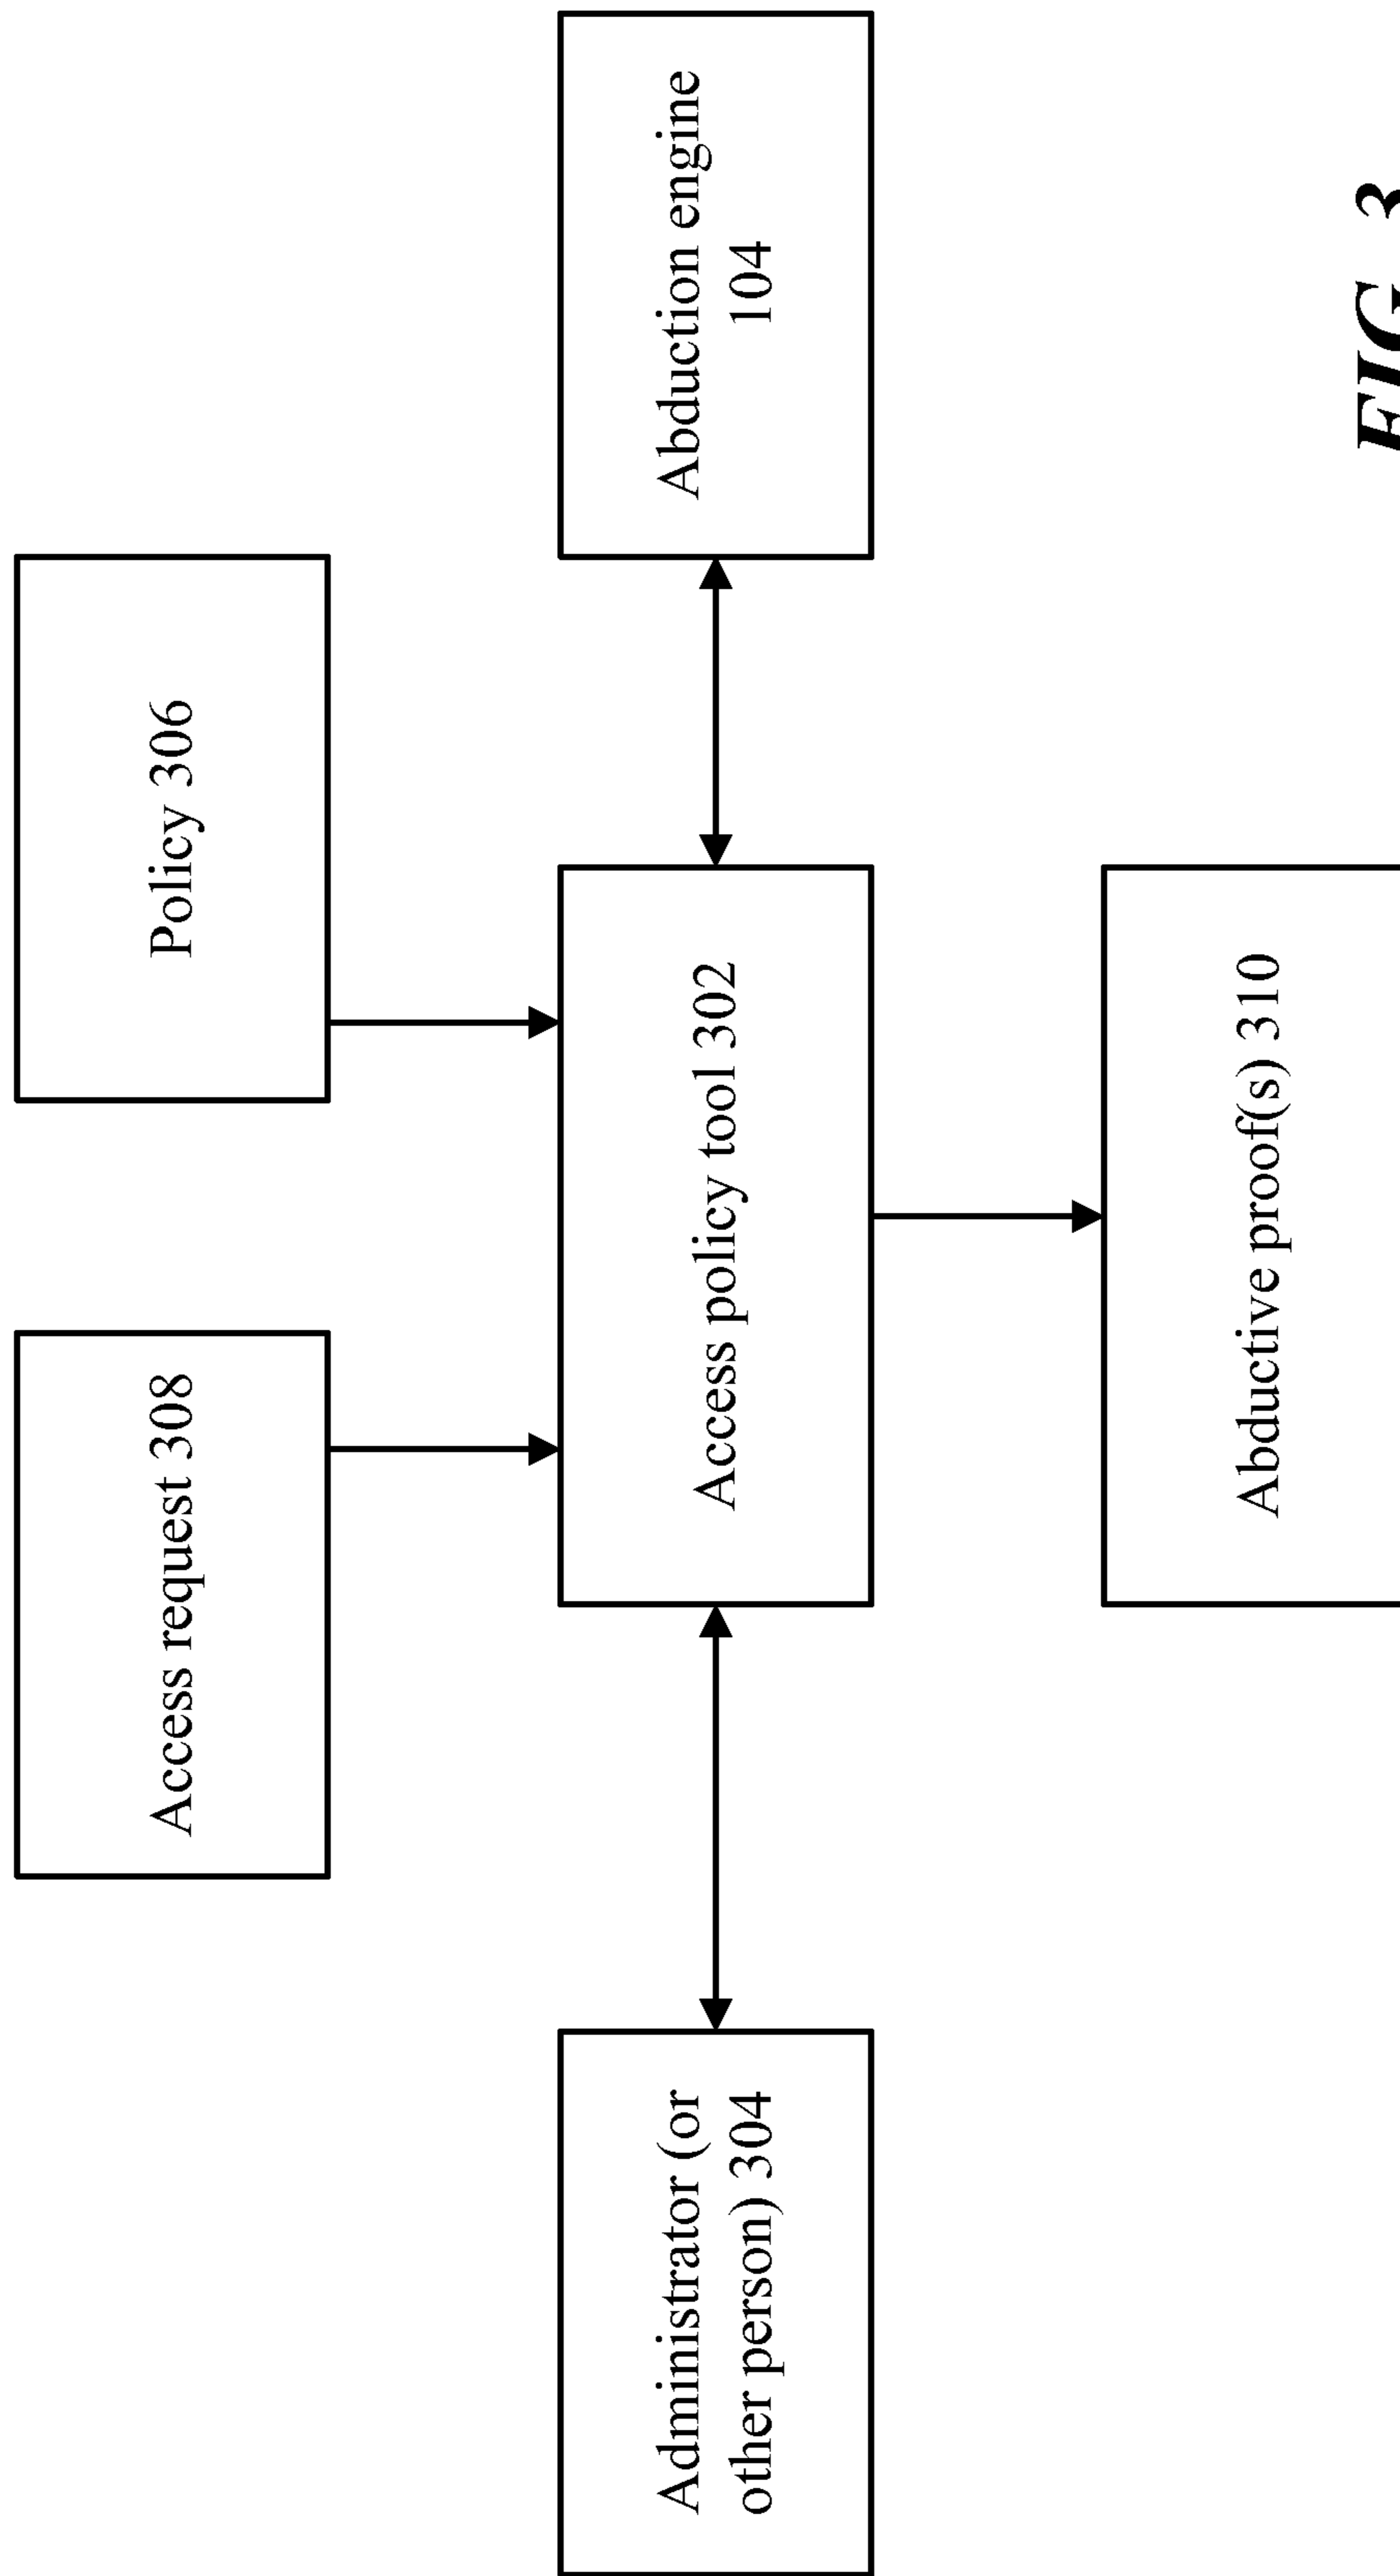 Access request 308
Policy 306
Administrator (or
other person) 304
Access policy tool 302
Abduction engine
104
Abductive proof(s) 310
FIG. 3